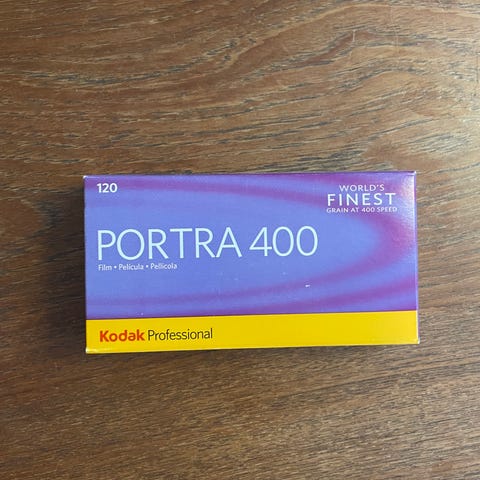 120
WORLD'S
FINEST
GRAIN AT 400 SPEED
PORTRA 400
Film • Película • Pellicola
Kodak Professional